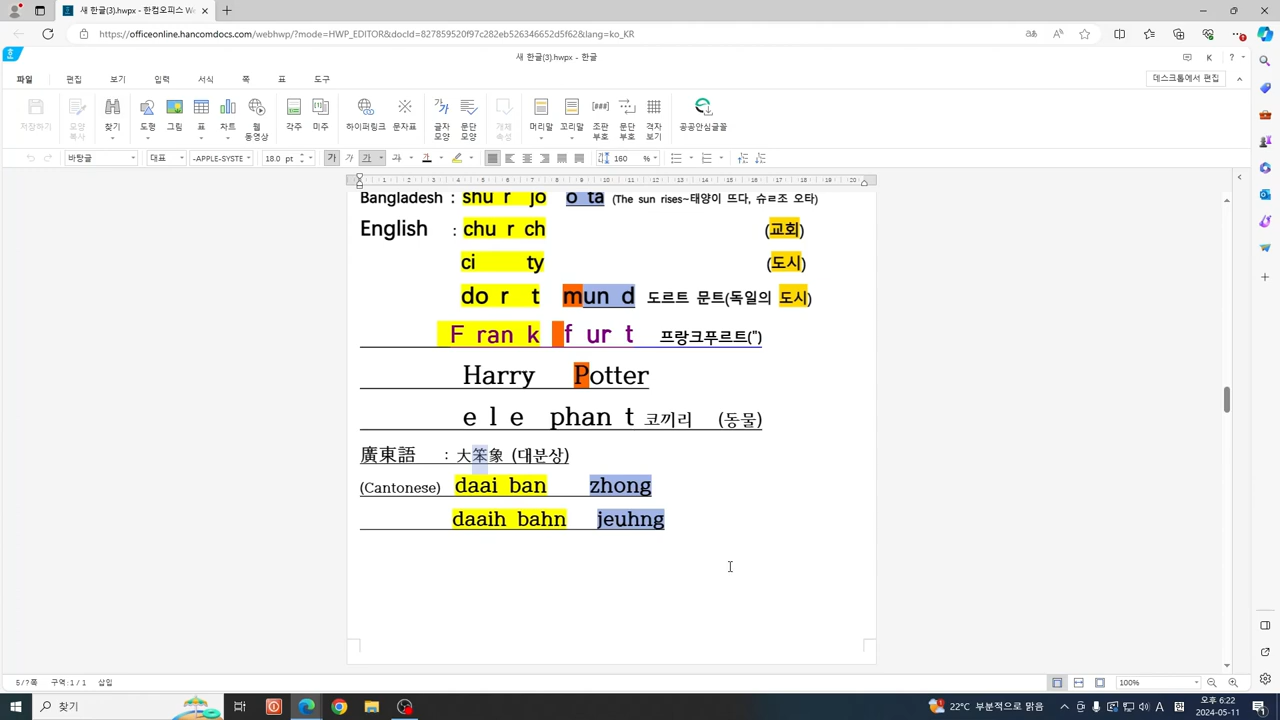 새 한글(3).hwpx - 한컴오피스 We
https://officeonline.hancomdocs.com/webhwp/?mode=HWP_EDITOR&docId=827859520f97c282eb526346652d5f62&lang=ko_KR
새 한글(3).hwpx - 한글
파일 편집 보기 입력 서식 쪽 표 도구 데스크톱에서 편집
저장하기 모양 복사 찾기 도형 그림 표 차트 웹 동영상 각주 미주 하이퍼링크 문자표 글자 모양 문단 모양 개체 속성 머리말 꼬리말 조판 부호 문단 부호 격자 보기 공공안심글꼴
바탕글 대표 -APPLE-SYSTE 18.0 pt 가 가 가 가 가 160 %
Bangladesh : shu r jo o ta (The sun rises~태양이 뜨다, 슈르조 오타)
English : chu r ch (교회)
ci ty (도시)
do r t mun d 도르트 문트(독일의 도시)
F ran k f ur t 프랑크푸르트(")
Harry Potter
e l e phan t 코끼리 (동물)
廣東語 : 大笨象 (대분상)
(Cantonese) daai ban zhong
daaih bahn jeuhng
5/?쪽 구역:1/1 삽입 100%
찾기 22°C 부분적으로 맑음 A 한 오후 6:22
2024-05-11